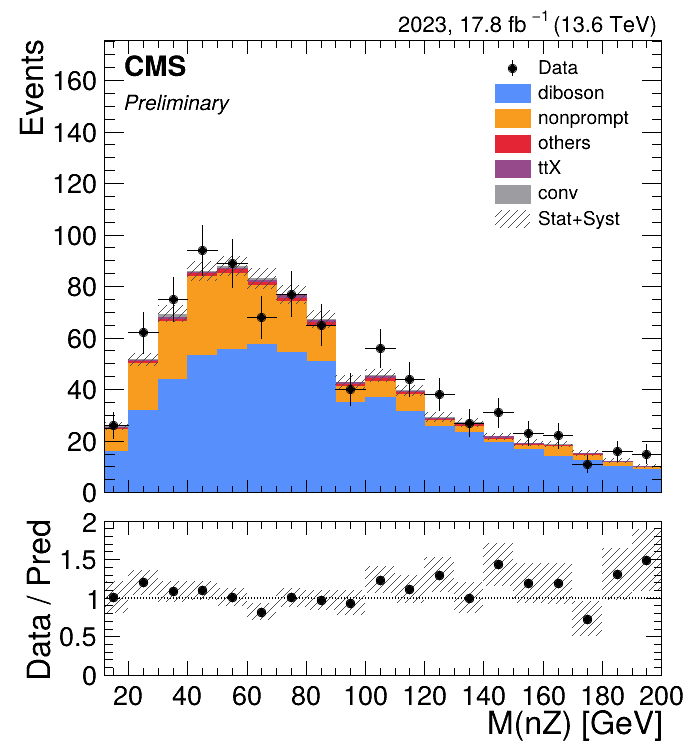 2023, 17.8 fb⁻¹ (13.6 TeV)
CMS
Preliminary
Events
160
140
120
100
80
60
40
20
0
Data
diboson
nonprompt
others
ttX
conv
Stat+Syst
Data / Pred
2
1.5
1
0.5
0
20 40 60 80 100 120 140 160 180 200
M(nZ) [GeV]